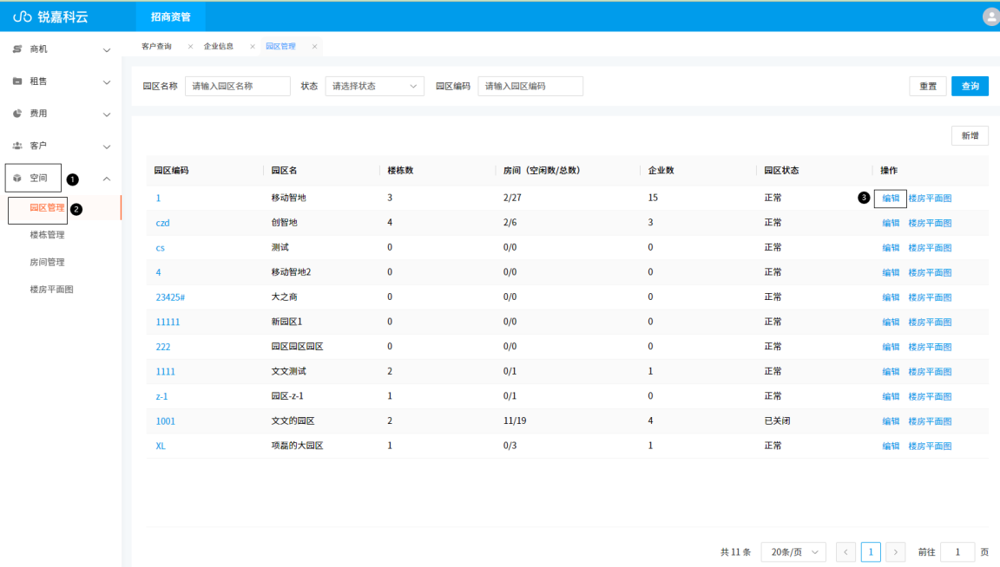 锐嘉科云 招商资管
商机
租售
费用
客户
空间 1
园区管理 2
楼栋管理
房间管理
楼房平面图
客户查询 × 企业信息 × 园区管理 ×
园区名称 请输入园区名称 状态 请选择状态 园区编码 请输入园区编码 重置 查询
新增
园区编码 园区名 楼栋数 房间（空闲数/总数） 企业数 园区状态 操作
1 移动智地 3 2/27 15 正常 3 编辑 楼房平面图
czd 创智地 4 2/6 3 正常 编辑 楼房平面图
cs 测试 0 0/0 0 正常 编辑 楼房平面图
4 移动智地2 0 0/0 0 正常 编辑 楼房平面图
23425# 大之商 0 0/0 0 正常 编辑 楼房平面图
11111 新园区1 0 0/0 0 正常 编辑 楼房平面图
222 园区园区园区 0 0/0 0 正常 编辑 楼房平面图
1111 文文测试 2 0/1 1 正常 编辑 楼房平面图
z-1 园区-z-1 1 0/1 0 正常 编辑 楼房平面图
1001 文文的园区 2 11/19 4 已关闭 编辑 楼房平面图
XL 项磊的大园区 1 0/3 1 正常 编辑 楼房平面图
共 11 条 20条/页 < 1 > 前往 1 页